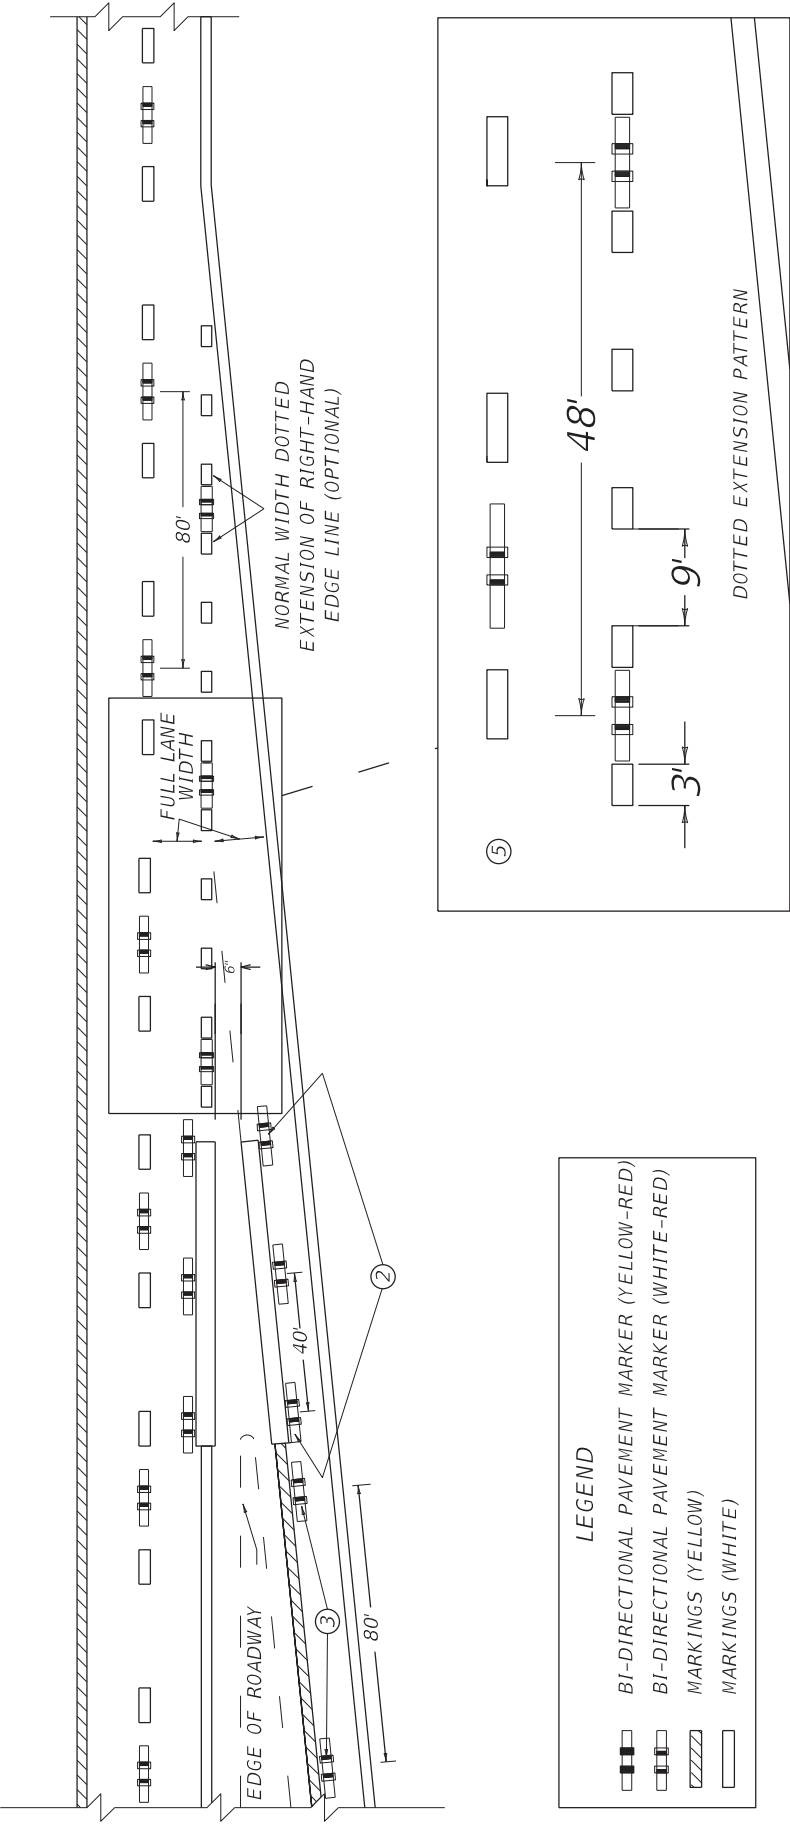 80'
NORMAL WIDTH DOTTED
EXTENSION OF RIGHT-HAND
EDGE LINE (OPTIONAL)
FULL LANE
WIDTH
6"
2
40'
3
80'
EDGE OF ROADWAY
48'
9'
3'
5
DOTTED EXTENSION PATTERN
LEGEND
BI-DIRECTIONAL PAVEMENT MARKER (YELLOW-RED)
BI-DIRECTIONAL PAVEMENT MARKER (WHITE-RED)
MARKINGS (YELLOW)
MARKINGS (WHITE)